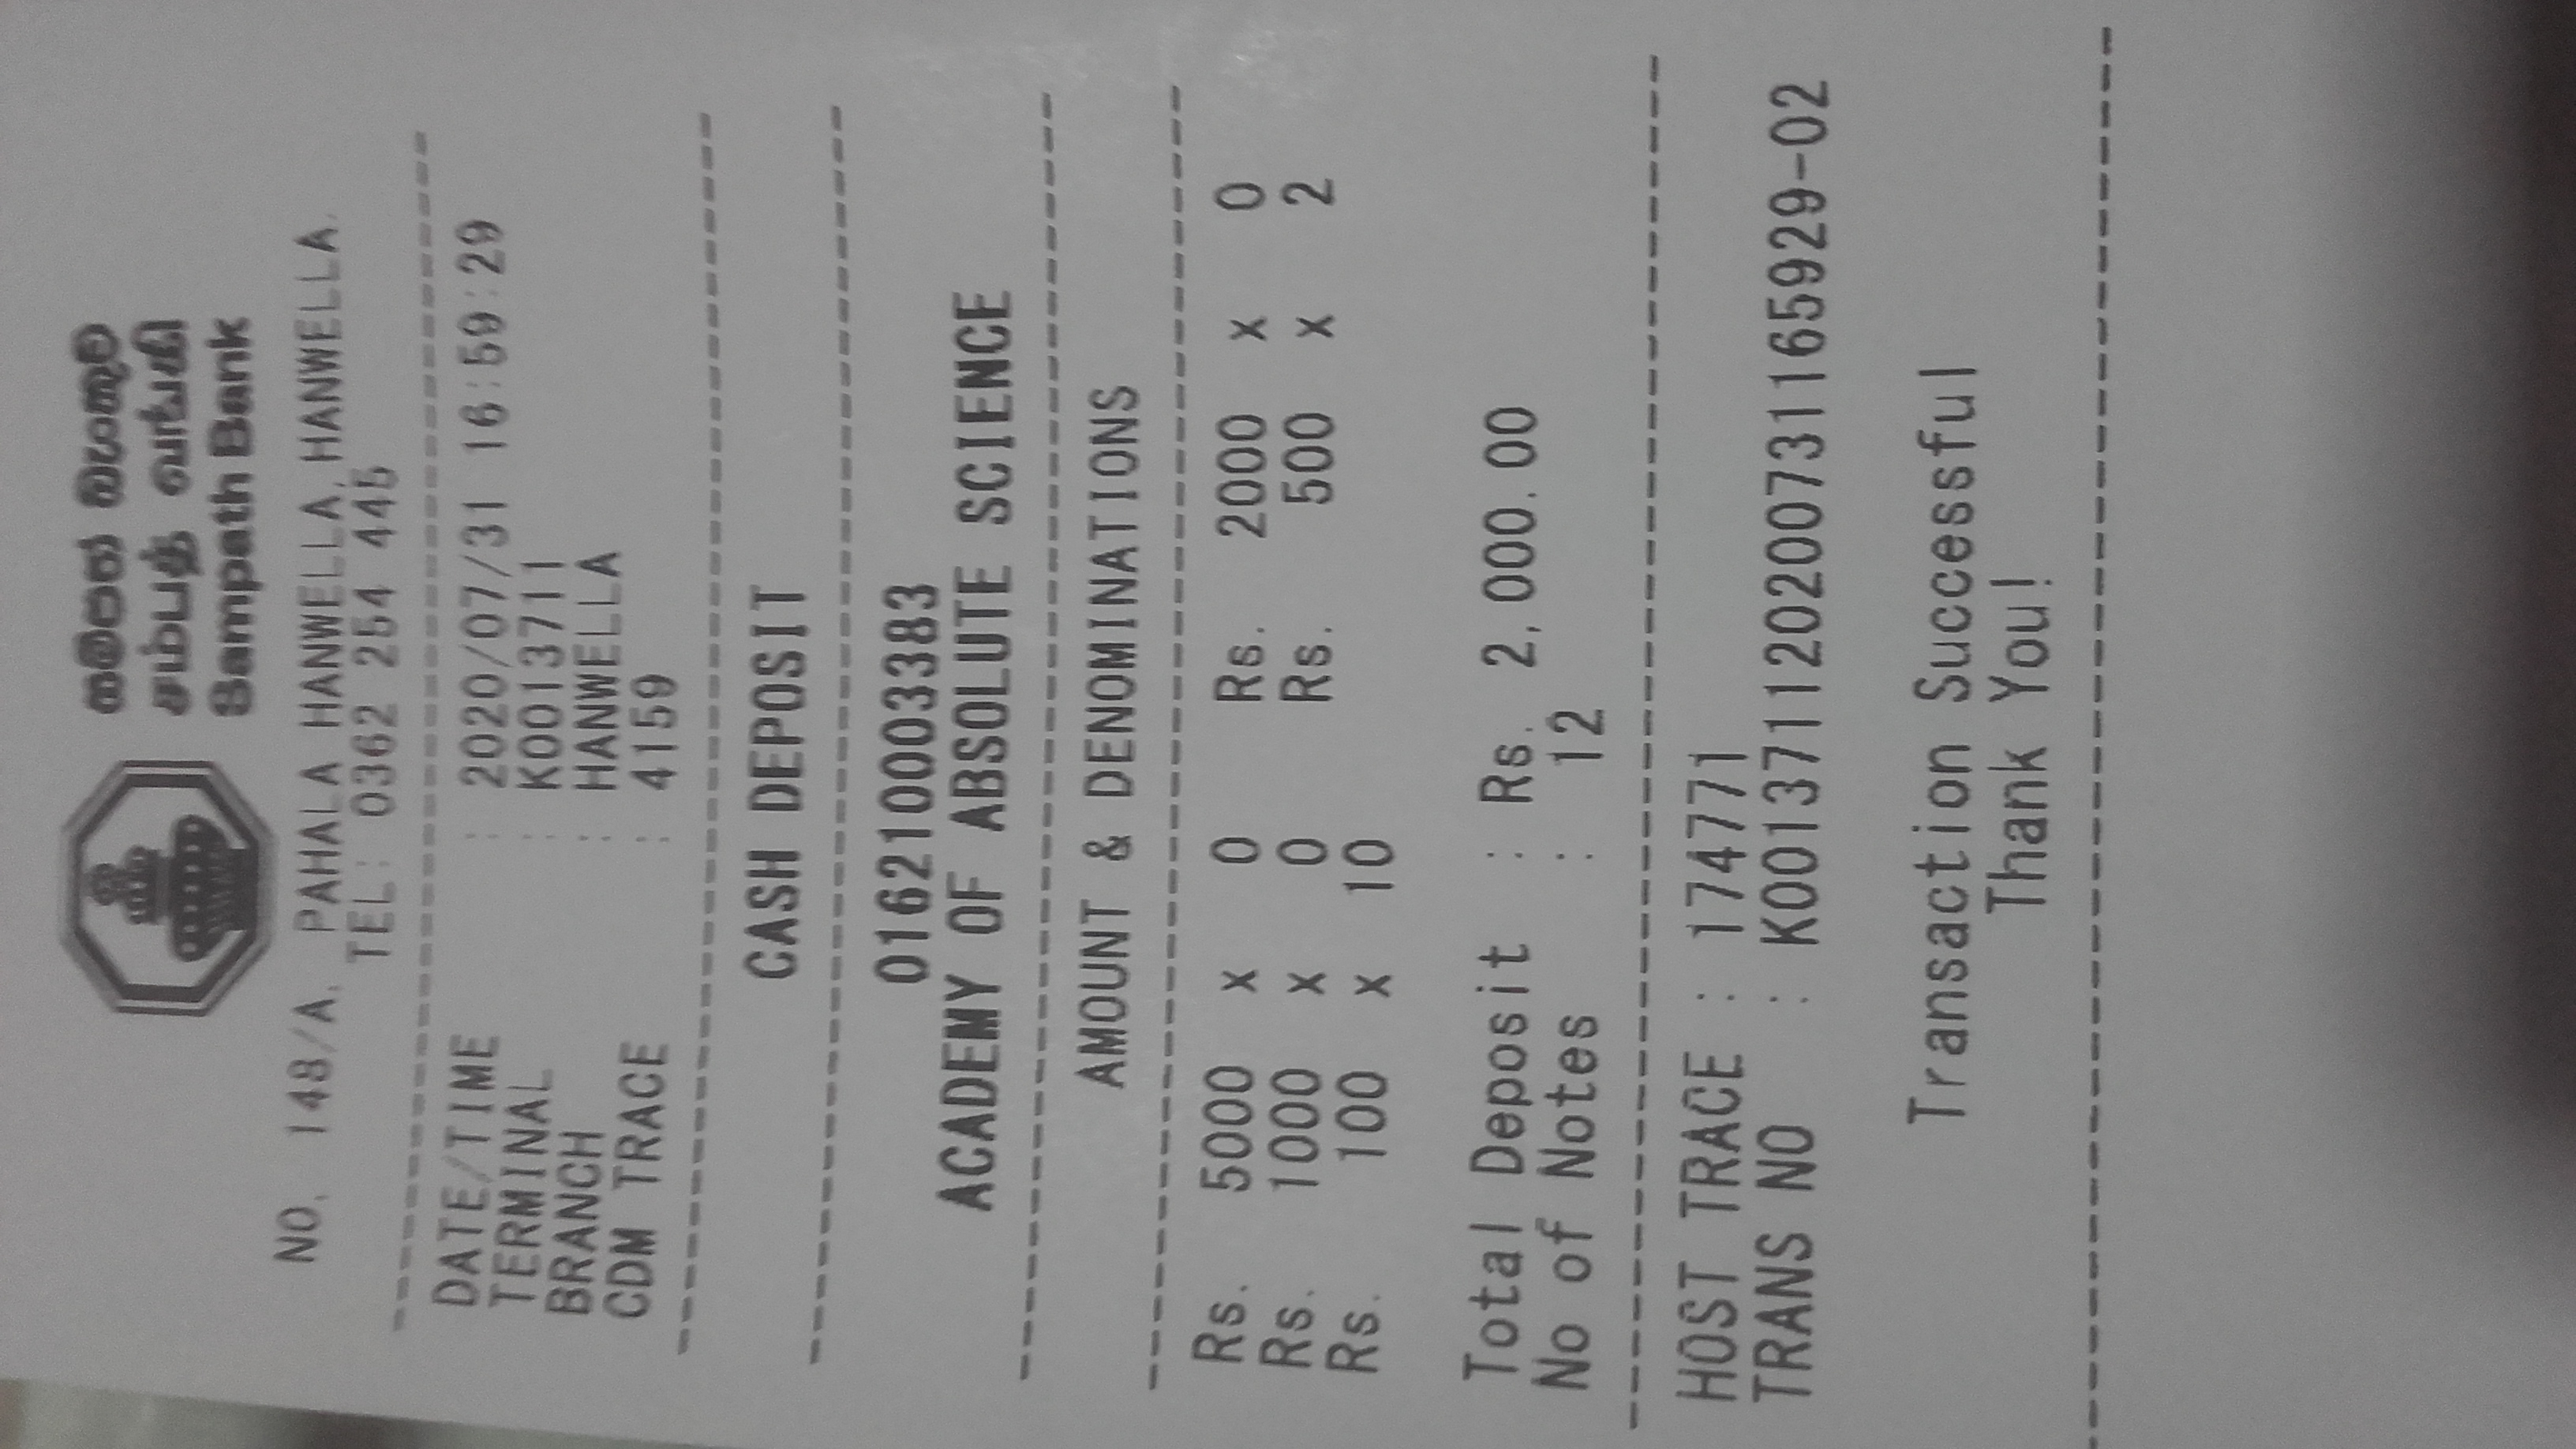 සම්පත් බැංකුව
சம்பத் வங்கி
Sampath Bank
NO. 148/A, PAHALA HANWELLA, HANWELLA.
TEL: 0362 254 445
DATE/TIME : 2020/07/31 16:59:29
TERMINAL : K0013711
BRANCH : HANWELLA
CDM TRACE : 4159
CASH DEPOSIT
016210003383
ACADEMY OF ABSOLUTE SCIENCE
AMOUNT & DENOMINATIONS
Rs. 5000 x 0 Rs. 2000 x 0
Rs. 1000 x 0 Rs. 500 x 2
Rs. 100 x 10
Total Deposit : Rs. 2,000.00
No of Notes : 12
HOST TRACE : 174771
TRANS NO : K001371120200731165929-02
Transaction Successful
Thank You!